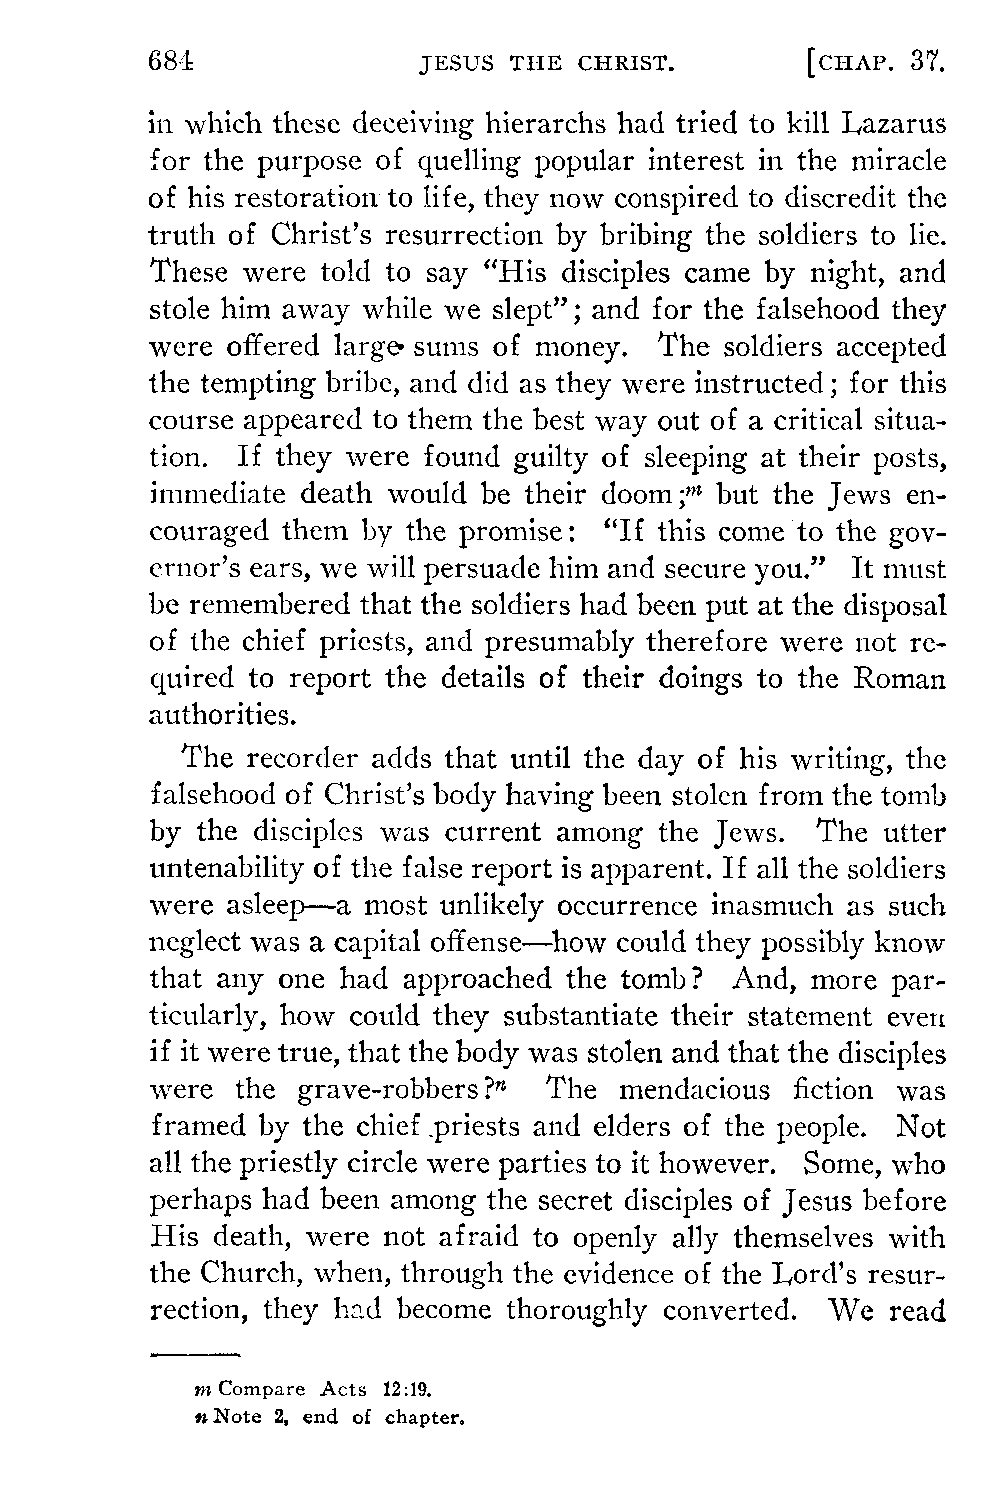 684 JESUS THE CHRIST. [CHAP. 37.
in which these deceiving hierarchs had tried to kill Lazarus
for the purpose of quelling popular interest in the miracle
of his restoration to life, they now conspired to discredit the
truth of Christ's resurrection by bribing the soldiers to lie.
These were told to say "His disciples came by night, and
stole him away while we slept"; and for the falsehood they
were offered large sums of money. The soldiers accepted
the tempting bribe, and did as they were instructed; for this
course appeared to them the best way out of a critical situa-
tion. If they were found guilty of sleeping at their posts,
immediate death would be their doom;m but the Jews en-
couraged them by the promise: "If this come to the gov-
ernor's ears, we will persuade him and secure you." It must
be remembered that the soldiers had been put at the disposal
of the chief priests, and presumably therefore were not re-
quired to report the details of their doings to the Roman
authorities.
The recorder adds that until the day of his writing, the
falsehood of Christ's body having been stolen from the tomb
by the disciples was current among the Jews. The utter
untenability of the false report is apparent. If all the soldiers
were asleep—a most unlikely occurrence inasmuch as such
neglect was a capital offense—how could they possibly know
that any one had approached the tomb? And, more par-
ticularly, how could they substantiate their statement even
if it were true, that the body was stolen and that the disciples
were the grave-robbers?n The mendacious fiction was
framed by the chief priests and elders of the people. Not
all the priestly circle were parties to it however. Some, who
perhaps had been among the secret disciples of Jesus before
His death, were not afraid to openly ally themselves with
the Church, when, through the evidence of the Lord's resur-
rection, they had become thoroughly converted. We read
m Compare Acts 12:19.
n Note 2, end of chapter.